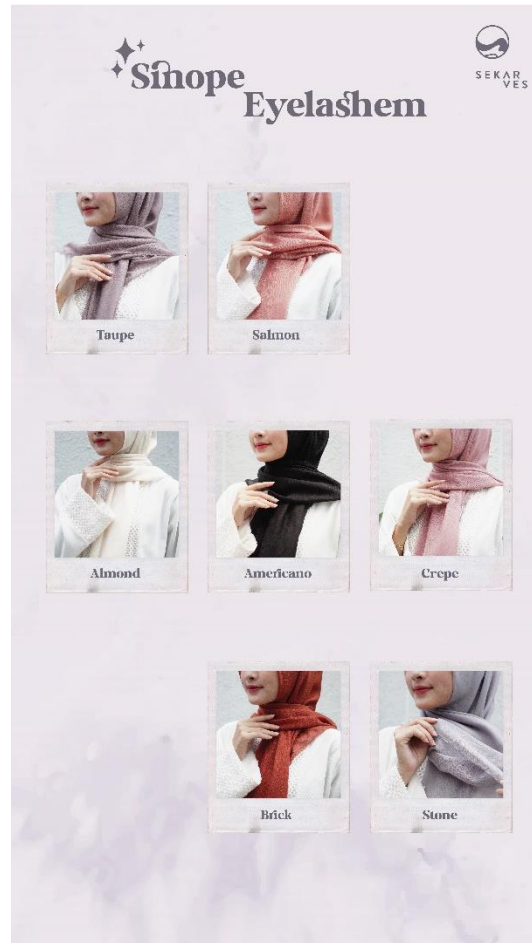 Sinope
Eyelashem
SEKAR
VES
Taupe
Salmon
Almond
Americano
Crepe
Brick
Stone